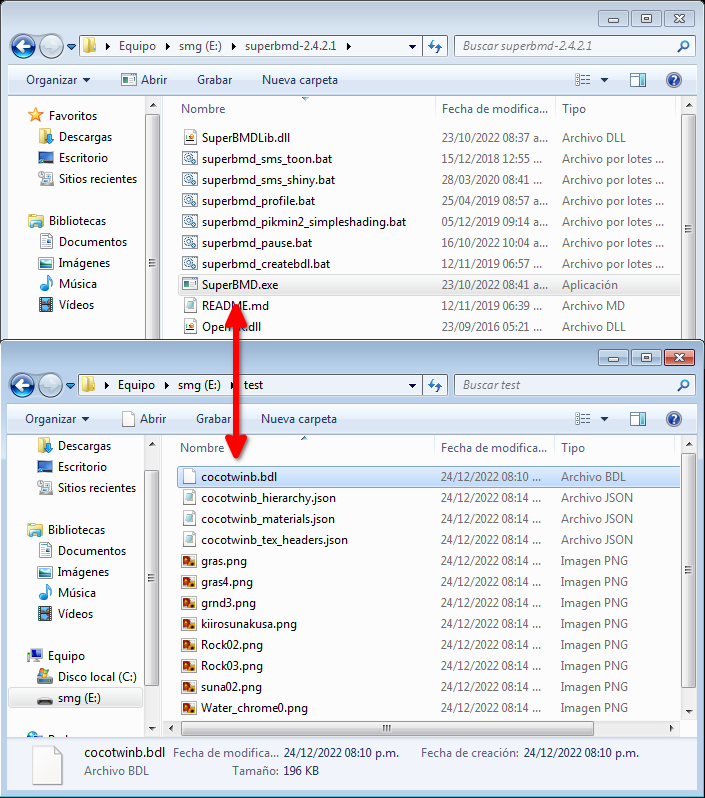 Equipo smg (E:) superbmd-2.4.2.1 Buscar superbmd-2.4.2.1
Organizar Abrir Grabar Nueva carpeta
Favoritos
Descargas
Escritorio
Sitios recientes
Bibliotecas
Documentos
Imágenes
Música
Vídeos
Nombre Fecha de modifica... Tipo
SuperBMDLib.dll 23/10/2022 08:37 a... Archivo DLL
superbmd_sms_toon.bat 15/12/2018 12:55 ... Archivo por lotes ...
superbmd_sms_shiny.bat 28/03/2020 08:41 ... Archivo por lotes ...
superbmd_profile.bat 25/04/2019 08:57 ... Archivo por lotes ...
superbmd_pikmin2_simpleshading.bat 05/12/2019 09:14 a... Archivo por lotes ...
superbmd_pause.bat 16/10/2022 10:04 a... Archivo por lotes ...
superbmd_createbdl.bat 12/11/2019 06:57 ... Archivo por lotes ...
SuperBMD.exe 23/10/2022 08:41 a... Aplicación
README.md 12/11/2019 06:39 ... Archivo MD
23/09/2016 05:21 ... Archivo DLL
Equipo smg (E:) test Buscar test
Organizar Abrir Grabar Nueva carpeta
Descargas
Escritorio
Sitios recientes
Bibliotecas
Documentos
Imágenes
Música
Vídeos
Equipo
Disco local (C:)
smg (E:)
Nombre Fecha de modifica... Tipo
cocotwinb.bdl 24/12/2022 08:10 ... Archivo BDL
cocotwinb_hierarchy.json 24/12/2022 08:14 ... Archivo JSON
cocotwinb_materials.json 24/12/2022 08:14 ... Archivo JSON
cocotwinb_tex_headers.json 24/12/2022 08:14 ... Archivo JSON
gras.png 24/12/2022 08:14 ... Imagen PNG
gras4.png 24/12/2022 08:14 ... Imagen PNG
grnd3.png 24/12/2022 08:14 ... Imagen PNG
kiirosunakusa.png 24/12/2022 08:14 ... Imagen PNG
Rock02.png 24/12/2022 08:14 ... Imagen PNG
Rock03.png 24/12/2022 08:14 ... Imagen PNG
suna02.png 24/12/2022 08:14 ... Imagen PNG
Water_chrome0.png 24/12/2022 08:14 ... Imagen PNG
cocotwinb.bdl Fecha de modifica... 24/12/2022 08:10 p.m. Fecha de creación: 24/12/2022 08:10 p.m.
Archivo BDL Tamaño: 196 KB